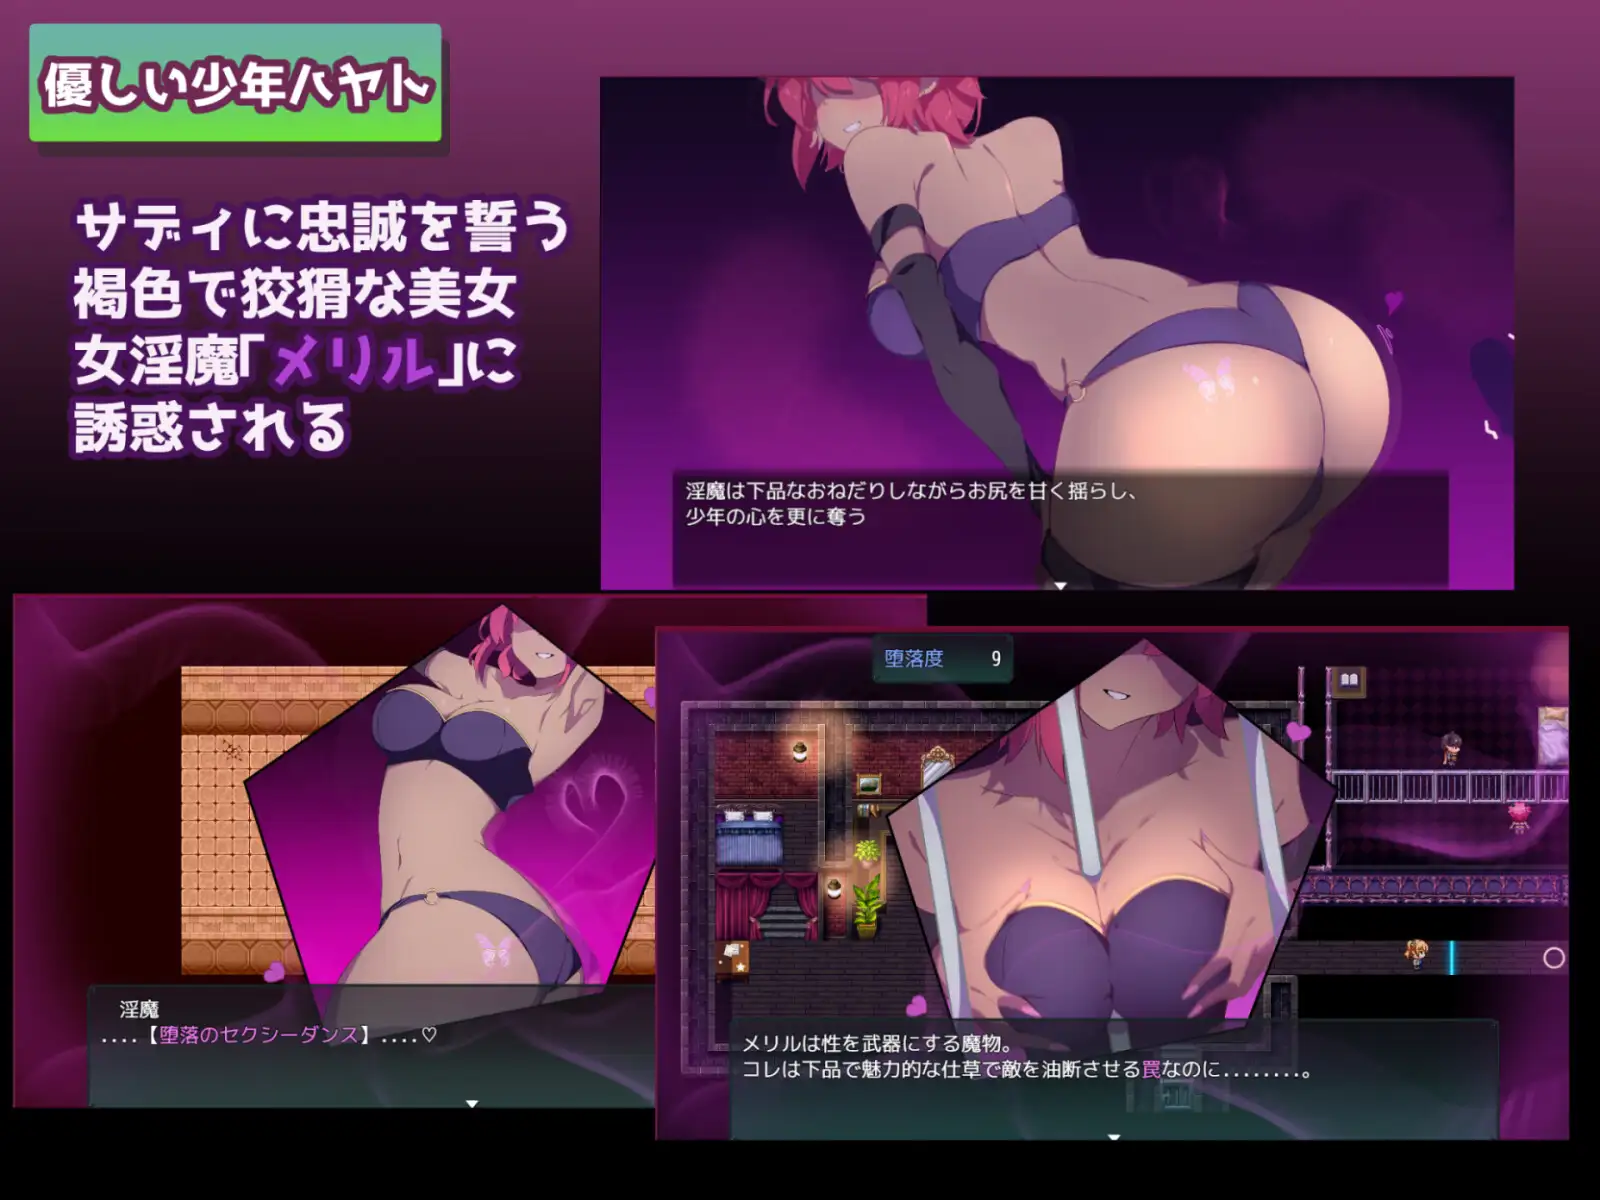 優しい少年ハヤト
サディに忠誠を誓う
褐色で狡猾な美女
女淫魔「メリル」に
誘惑される
淫魔は下品なおねだりしながらお尻を甘く揺らし、
少年の心を更に奪う
淫魔
....【堕落のセクシーダンス】....♡
堕落度 9
メリルは性を武器にする魔物。
コレは下品で魅力的な仕草で敵を油断させる罠なのに........。